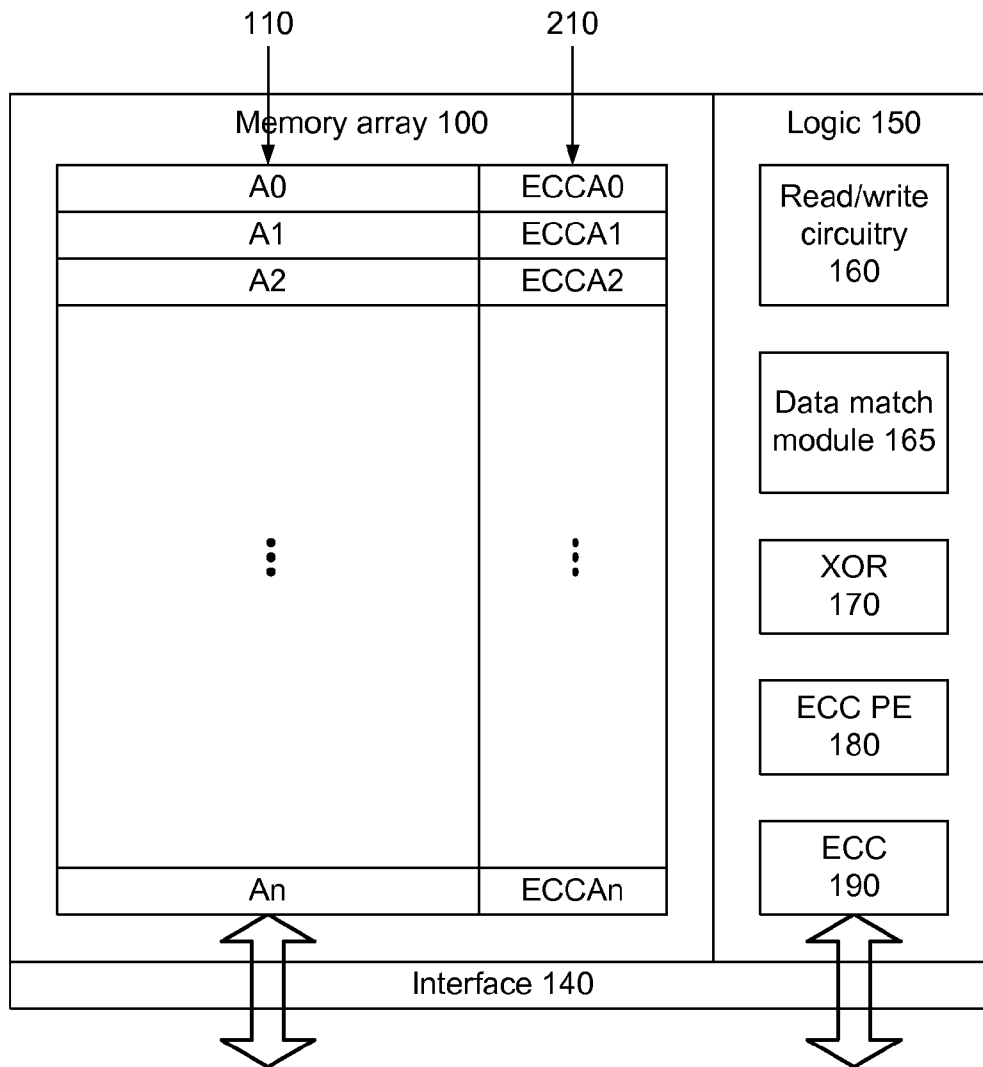 110
210
Memory array 100
Logic 150
A0
ECCA0
A1
ECCA1
A2
ECCA2
An
ECCAn
Read/write
circuitry
160
Data match
module 165
XOR
170
ECC PE
180
ECC
190
Interface 140